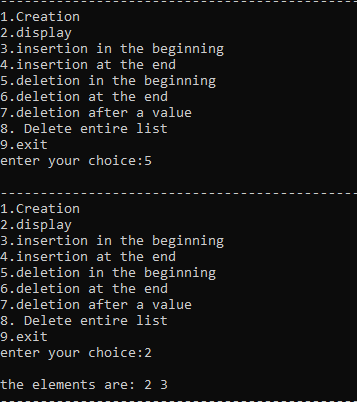 --------------------------------------------
1.Creation
2.display
3.insertion in the beginning
4.insertion at the end
5.deletion in the beginning
6.deletion at the end
7.deletion after a value
8. Delete entire list
9.exit
enter your choice:5
--------------------------------------------
1.Creation
2.display
3.insertion in the beginning
4.insertion at the end
5.deletion in the beginning
6.deletion at the end
7.deletion after a value
8. Delete entire list
9.exit
enter your choice:2
the elements are: 2 3
--------------------------------------------